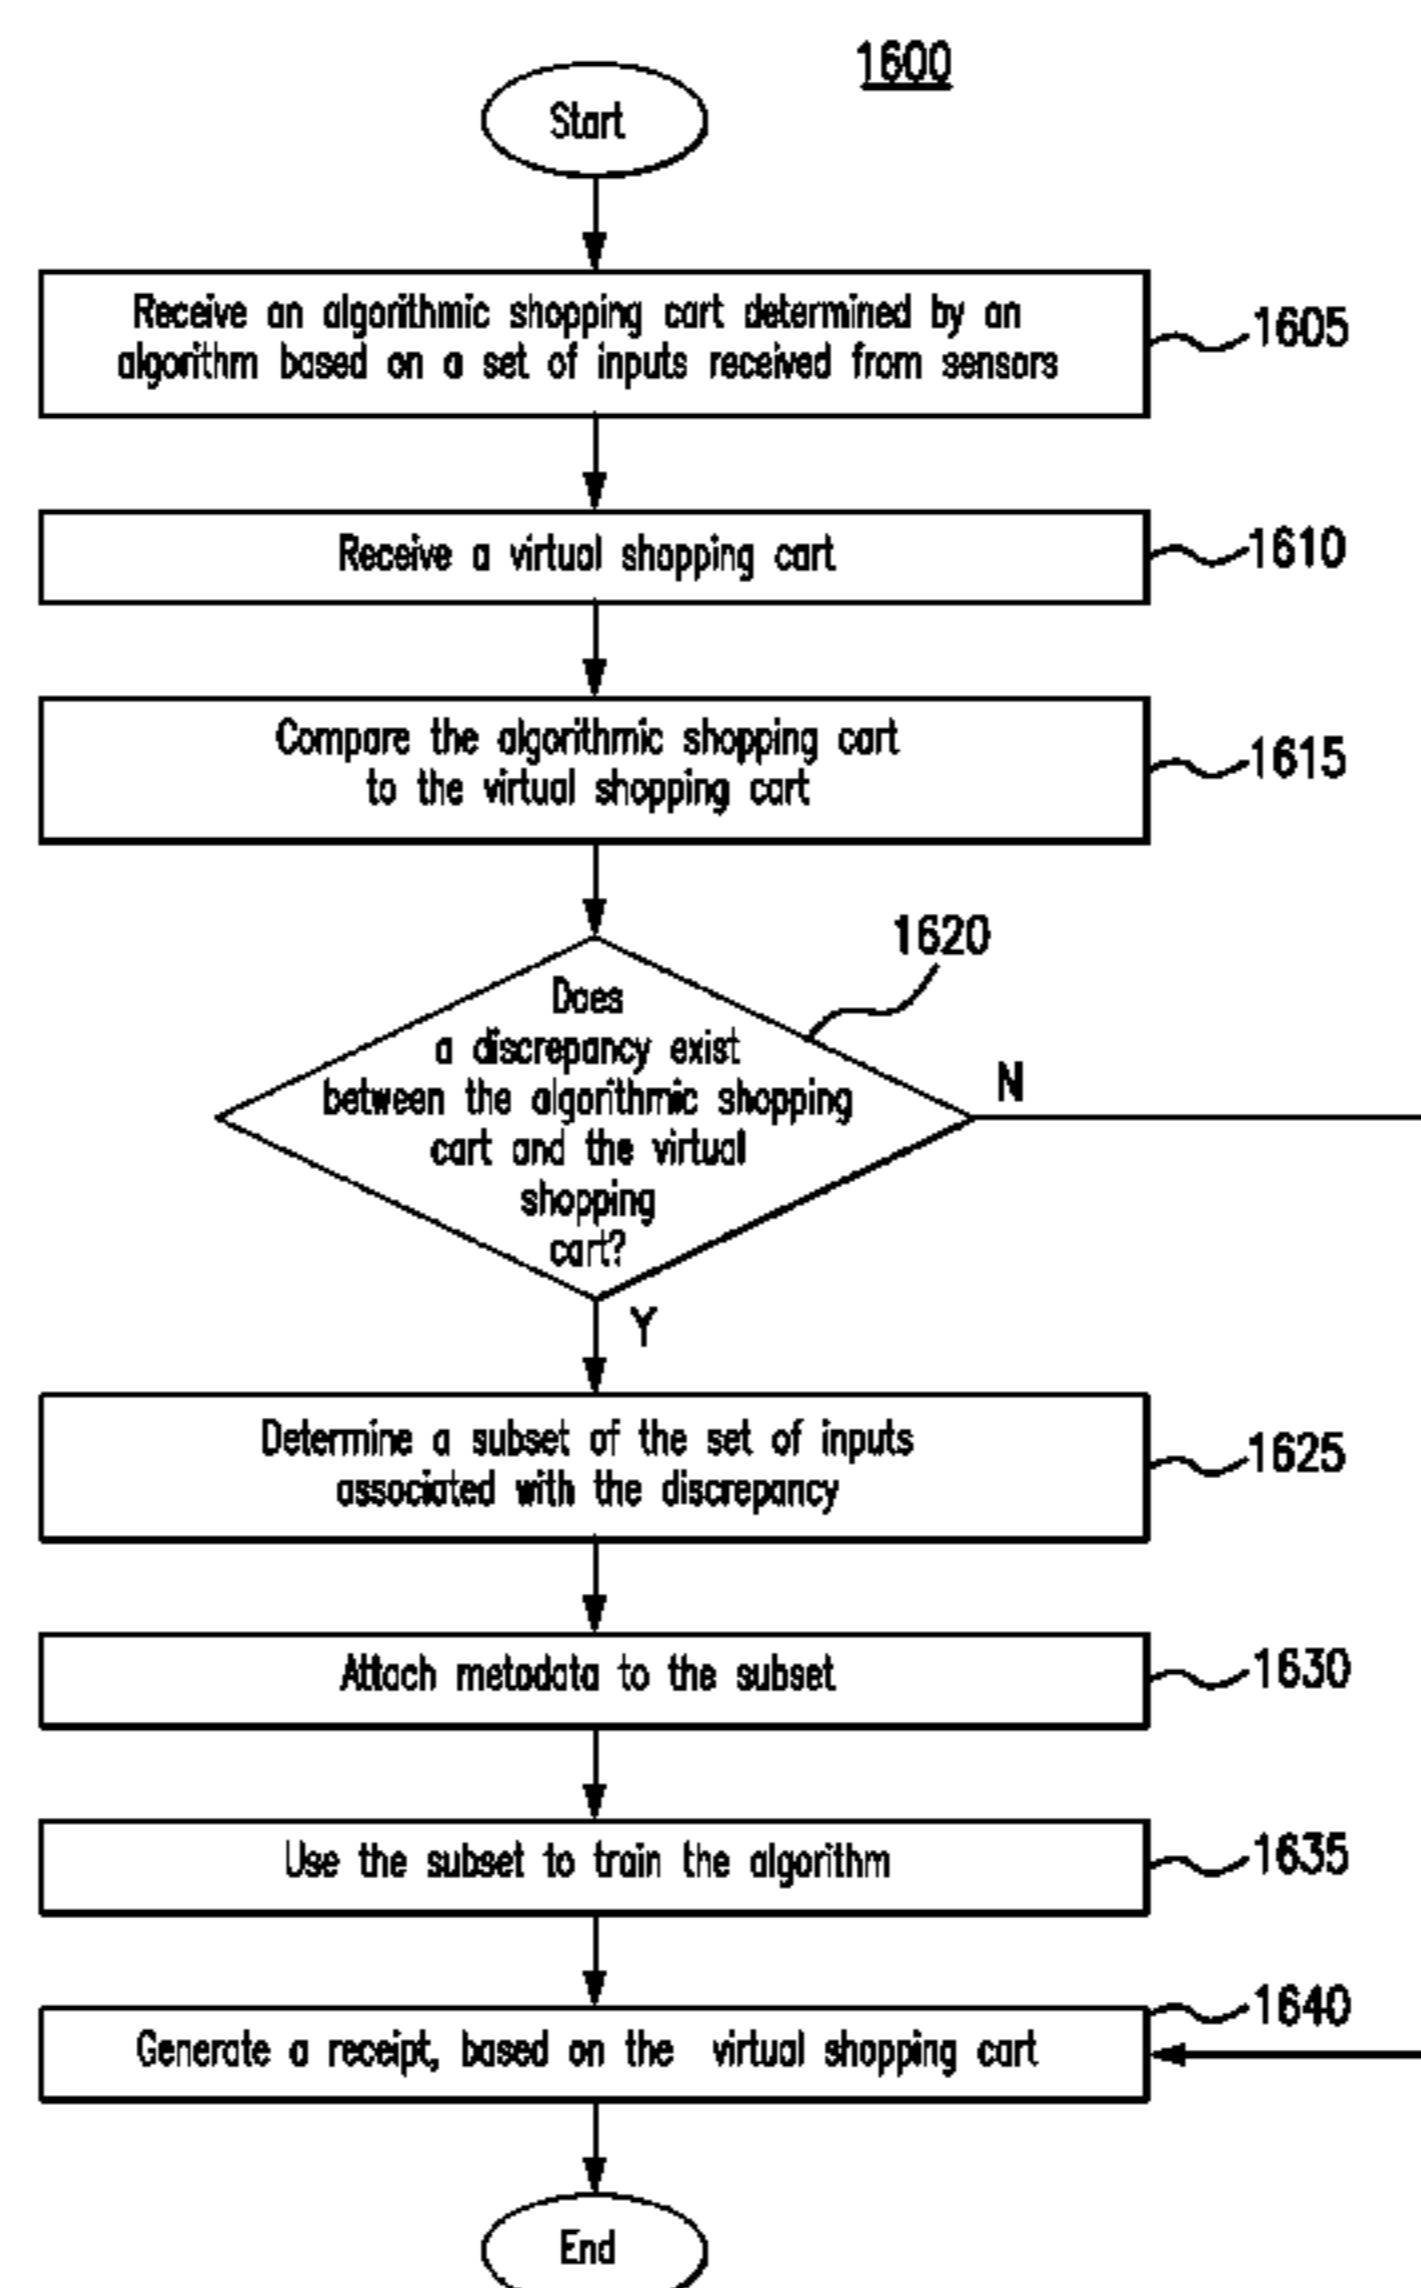 1600
Start
Receive an algorithmic shopping cart determined by an
algorithm based on a set of inputs received from sensors
1605
Receive a virtual shopping cart
1610
Compare the algorithmic shopping cart
to the virtual shopping cart
1615
1620
Does
a discrepancy exist
between the algorithmic shopping
cart and the virtual
shopping
cart?
N
Y
Determine a subset of the set of inputs
associated with the discrepancy
1625
Attach metadata to the subset
1630
Use the subset to train the algorithm
1635
Generate a receipt, based on the virtual shopping cart
1640
End